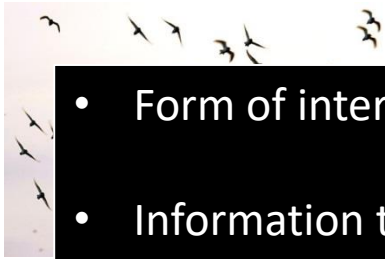 • Form of inter
• Information t